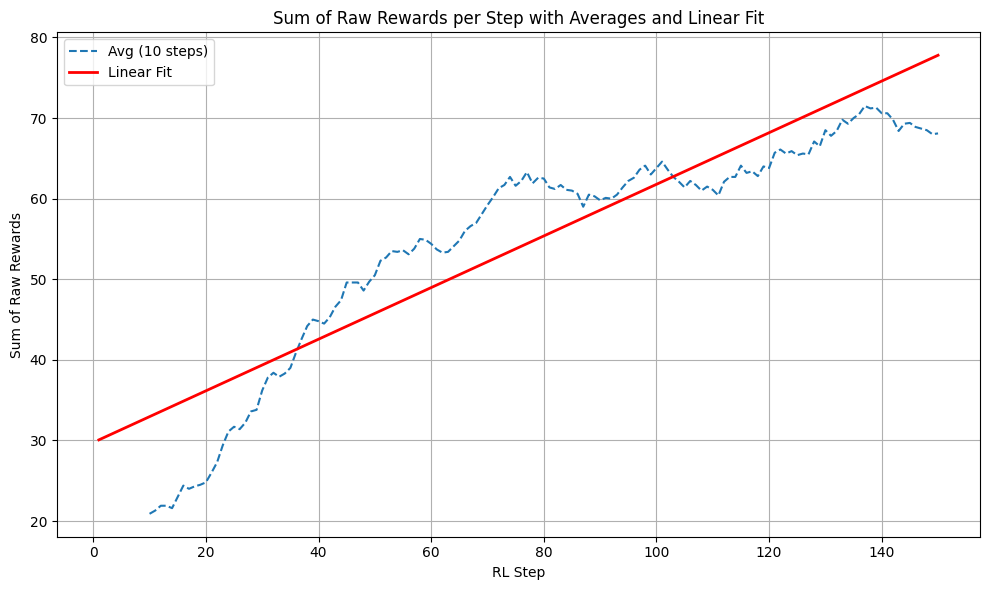 Sum of Raw Rewards per Step with Averages and Linear Fit
Avg (10 steps)
Linear Fit
Sum of Raw Rewards
80
70
60
50
40
30
20
0 20 40 60 80 100 120 140
RL Step